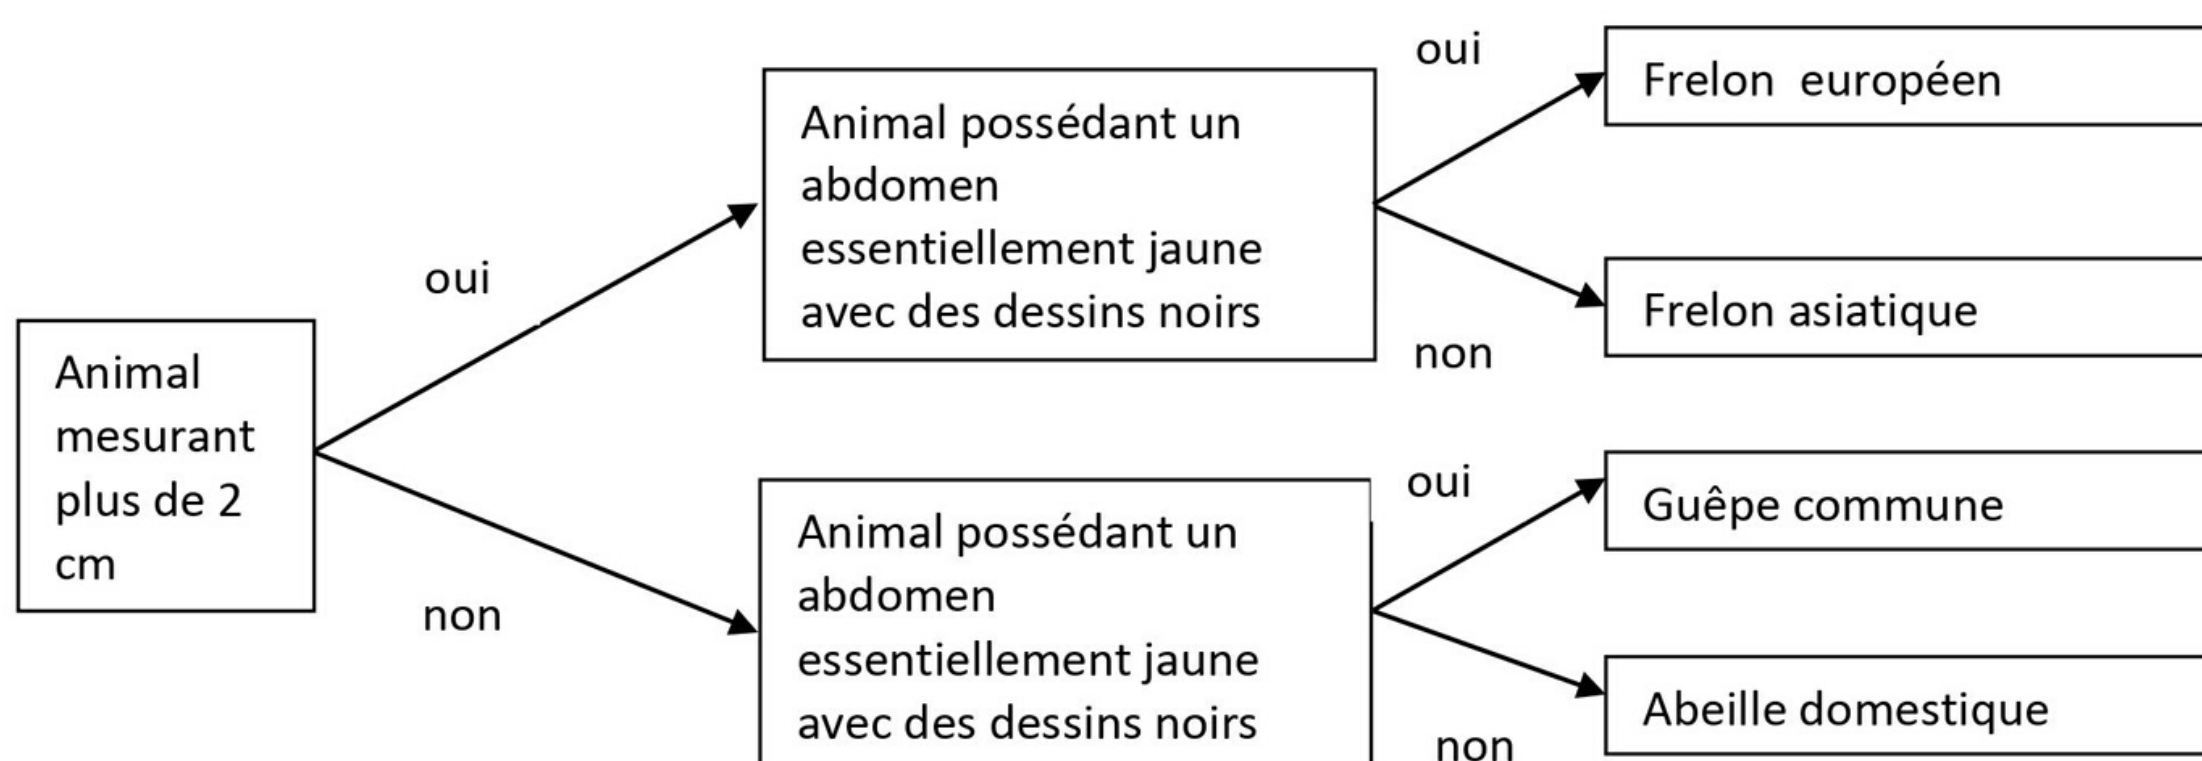 Animal
mesurant
plus de 2
cm
oui
non
Animal possédant un
abdomen
essentiellement jaune
avec des dessins noirs
oui
non
Frelon  européen
Frelon asiatique
Animal possédant un
abdomen
essentiellement jaune
avec des dessins noirs
oui
non
Guêpe commune
Abeille domestique